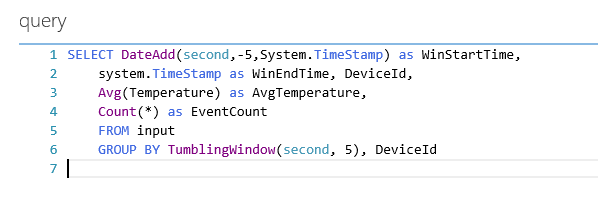 query
1 SELECT DateAdd(second,-5,System.TimeStamp) as WinStartTime,
2 system.TimeStamp as WinEndTime, DeviceId,
3 Avg(Temperature) as AvgTemperature,
4 Count(*) as EventCount
5 FROM input
6 GROUP BY TumblingWindow(second, 5), DeviceId
7